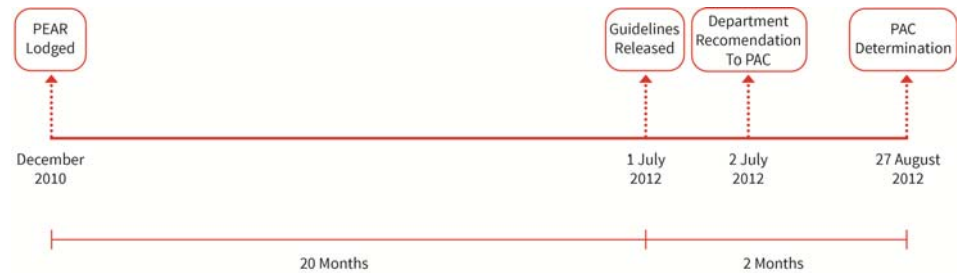 PEAR
Lodged
Guidelines
Released
Department
Recomendation
To PAC
PAC
Determination
December
2010
1 July
2012
2 July
2012
27 August
2012
20 Months
2 Months